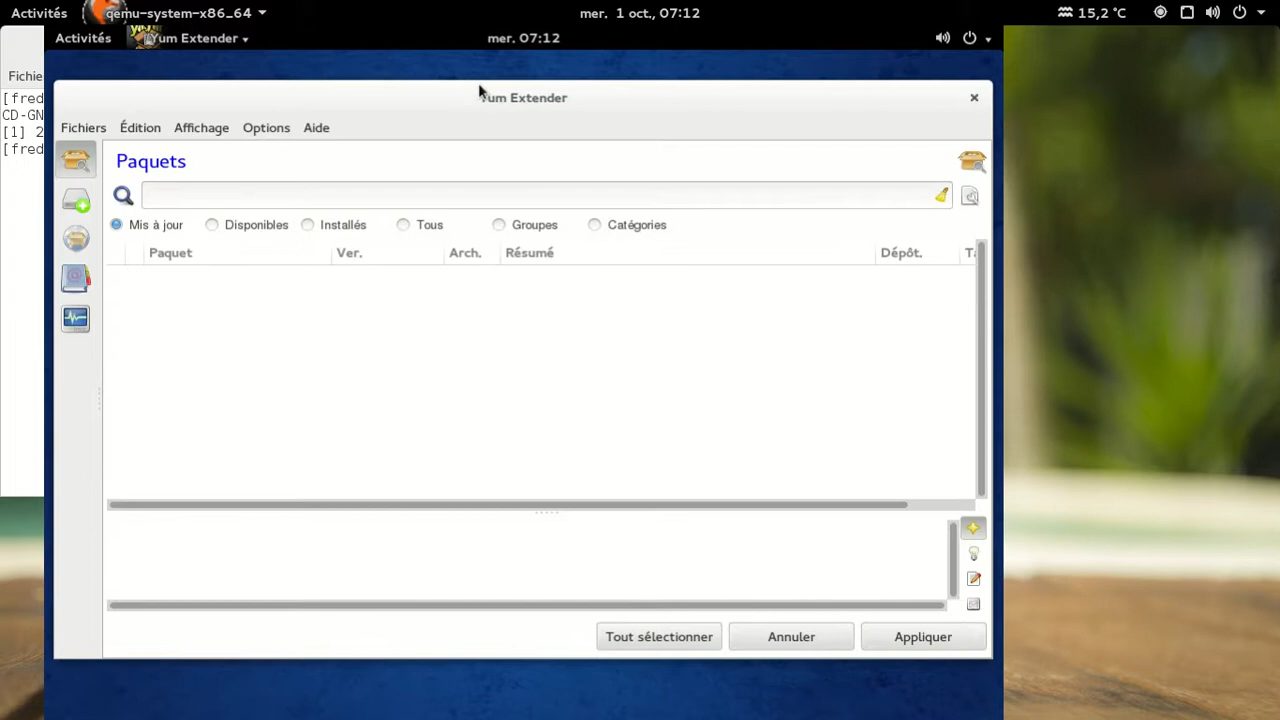 Activités qemu-system-x86_64 mer. 1 oct., 07:12 15,2 °C
Activités Yum Extender mer. 07:12
Yum Extender
Fichie
[fred
CD-GN
[1] 2
[fred
Fichiers Édition Affichage Options Aide
Paquets
Mis à jour Disponibles Installés Tous Groupes Catégories
Paquet Ver. Arch. Résumé Dépôt. Ta
Tout sélectionner Annuler Appliquer